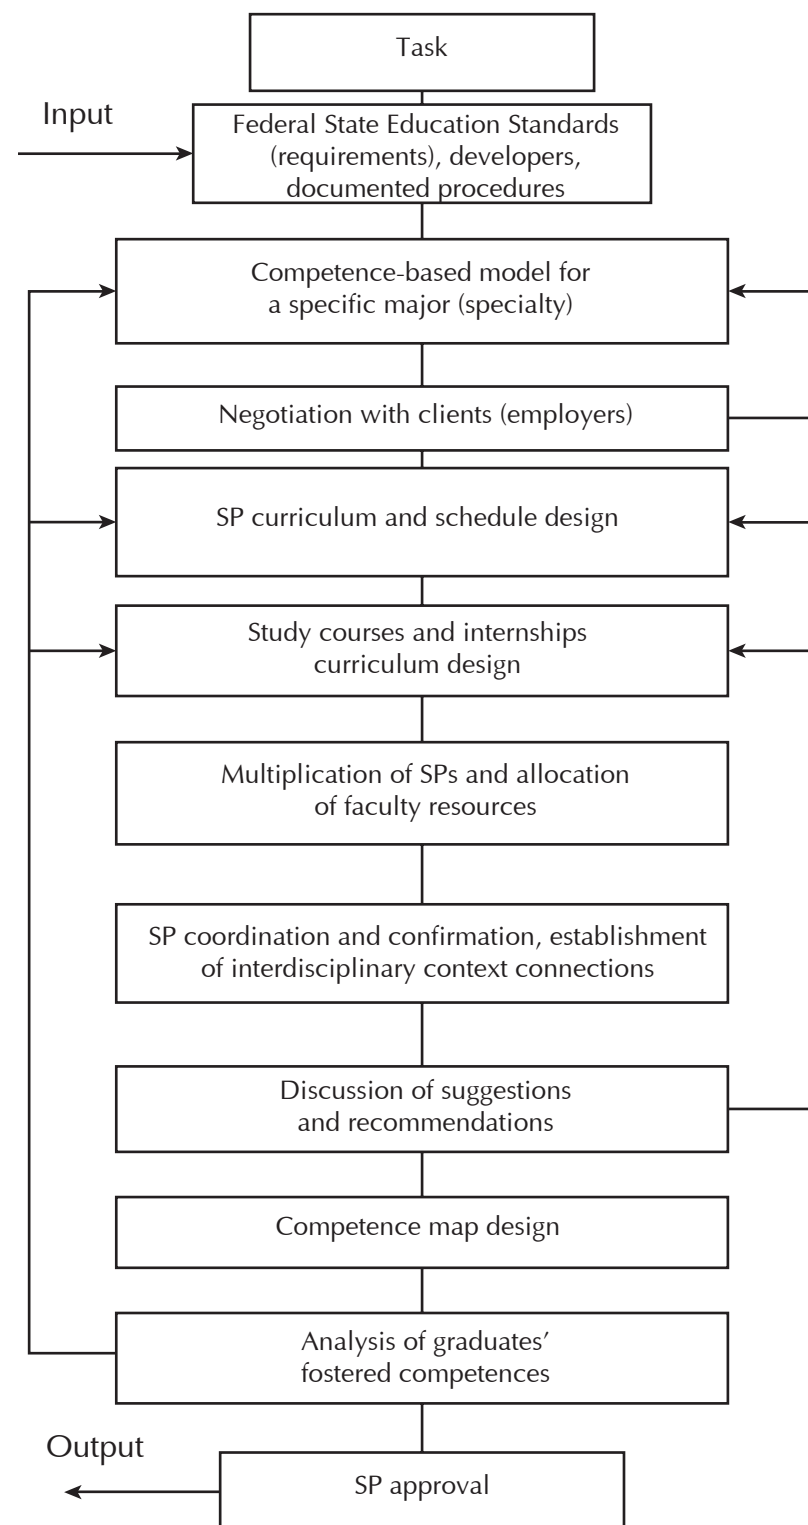 Task
Input
Federal State Education Standards
(requirements), developers,
documented procedures
Competence-based model for
a specific major (specialty)
Negotiation with clients (employers)
SP curriculum and schedule design
Study courses and internships
curriculum design
Multiplication of SPs and allocation
of faculty resources
SP coordination and confirmation, establishment
of interdisciplinary context connections
Discussion of suggestions
and recommendations
Competence map design
Analysis of graduates’
fostered competences
Output
SP approval